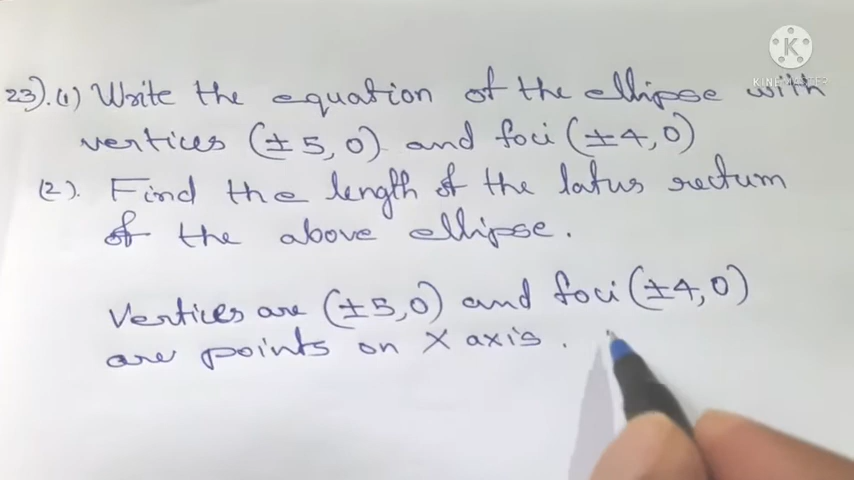 K
KINEMASTER
23).(1) Write the equation of the ellipse with
vertices (±5,0) and foci (±4,0)
(2). Find the length of the latus rectum
of the above ellipse.
Vertices are (±5,0) and foci (±4,0)
are points on X axis.